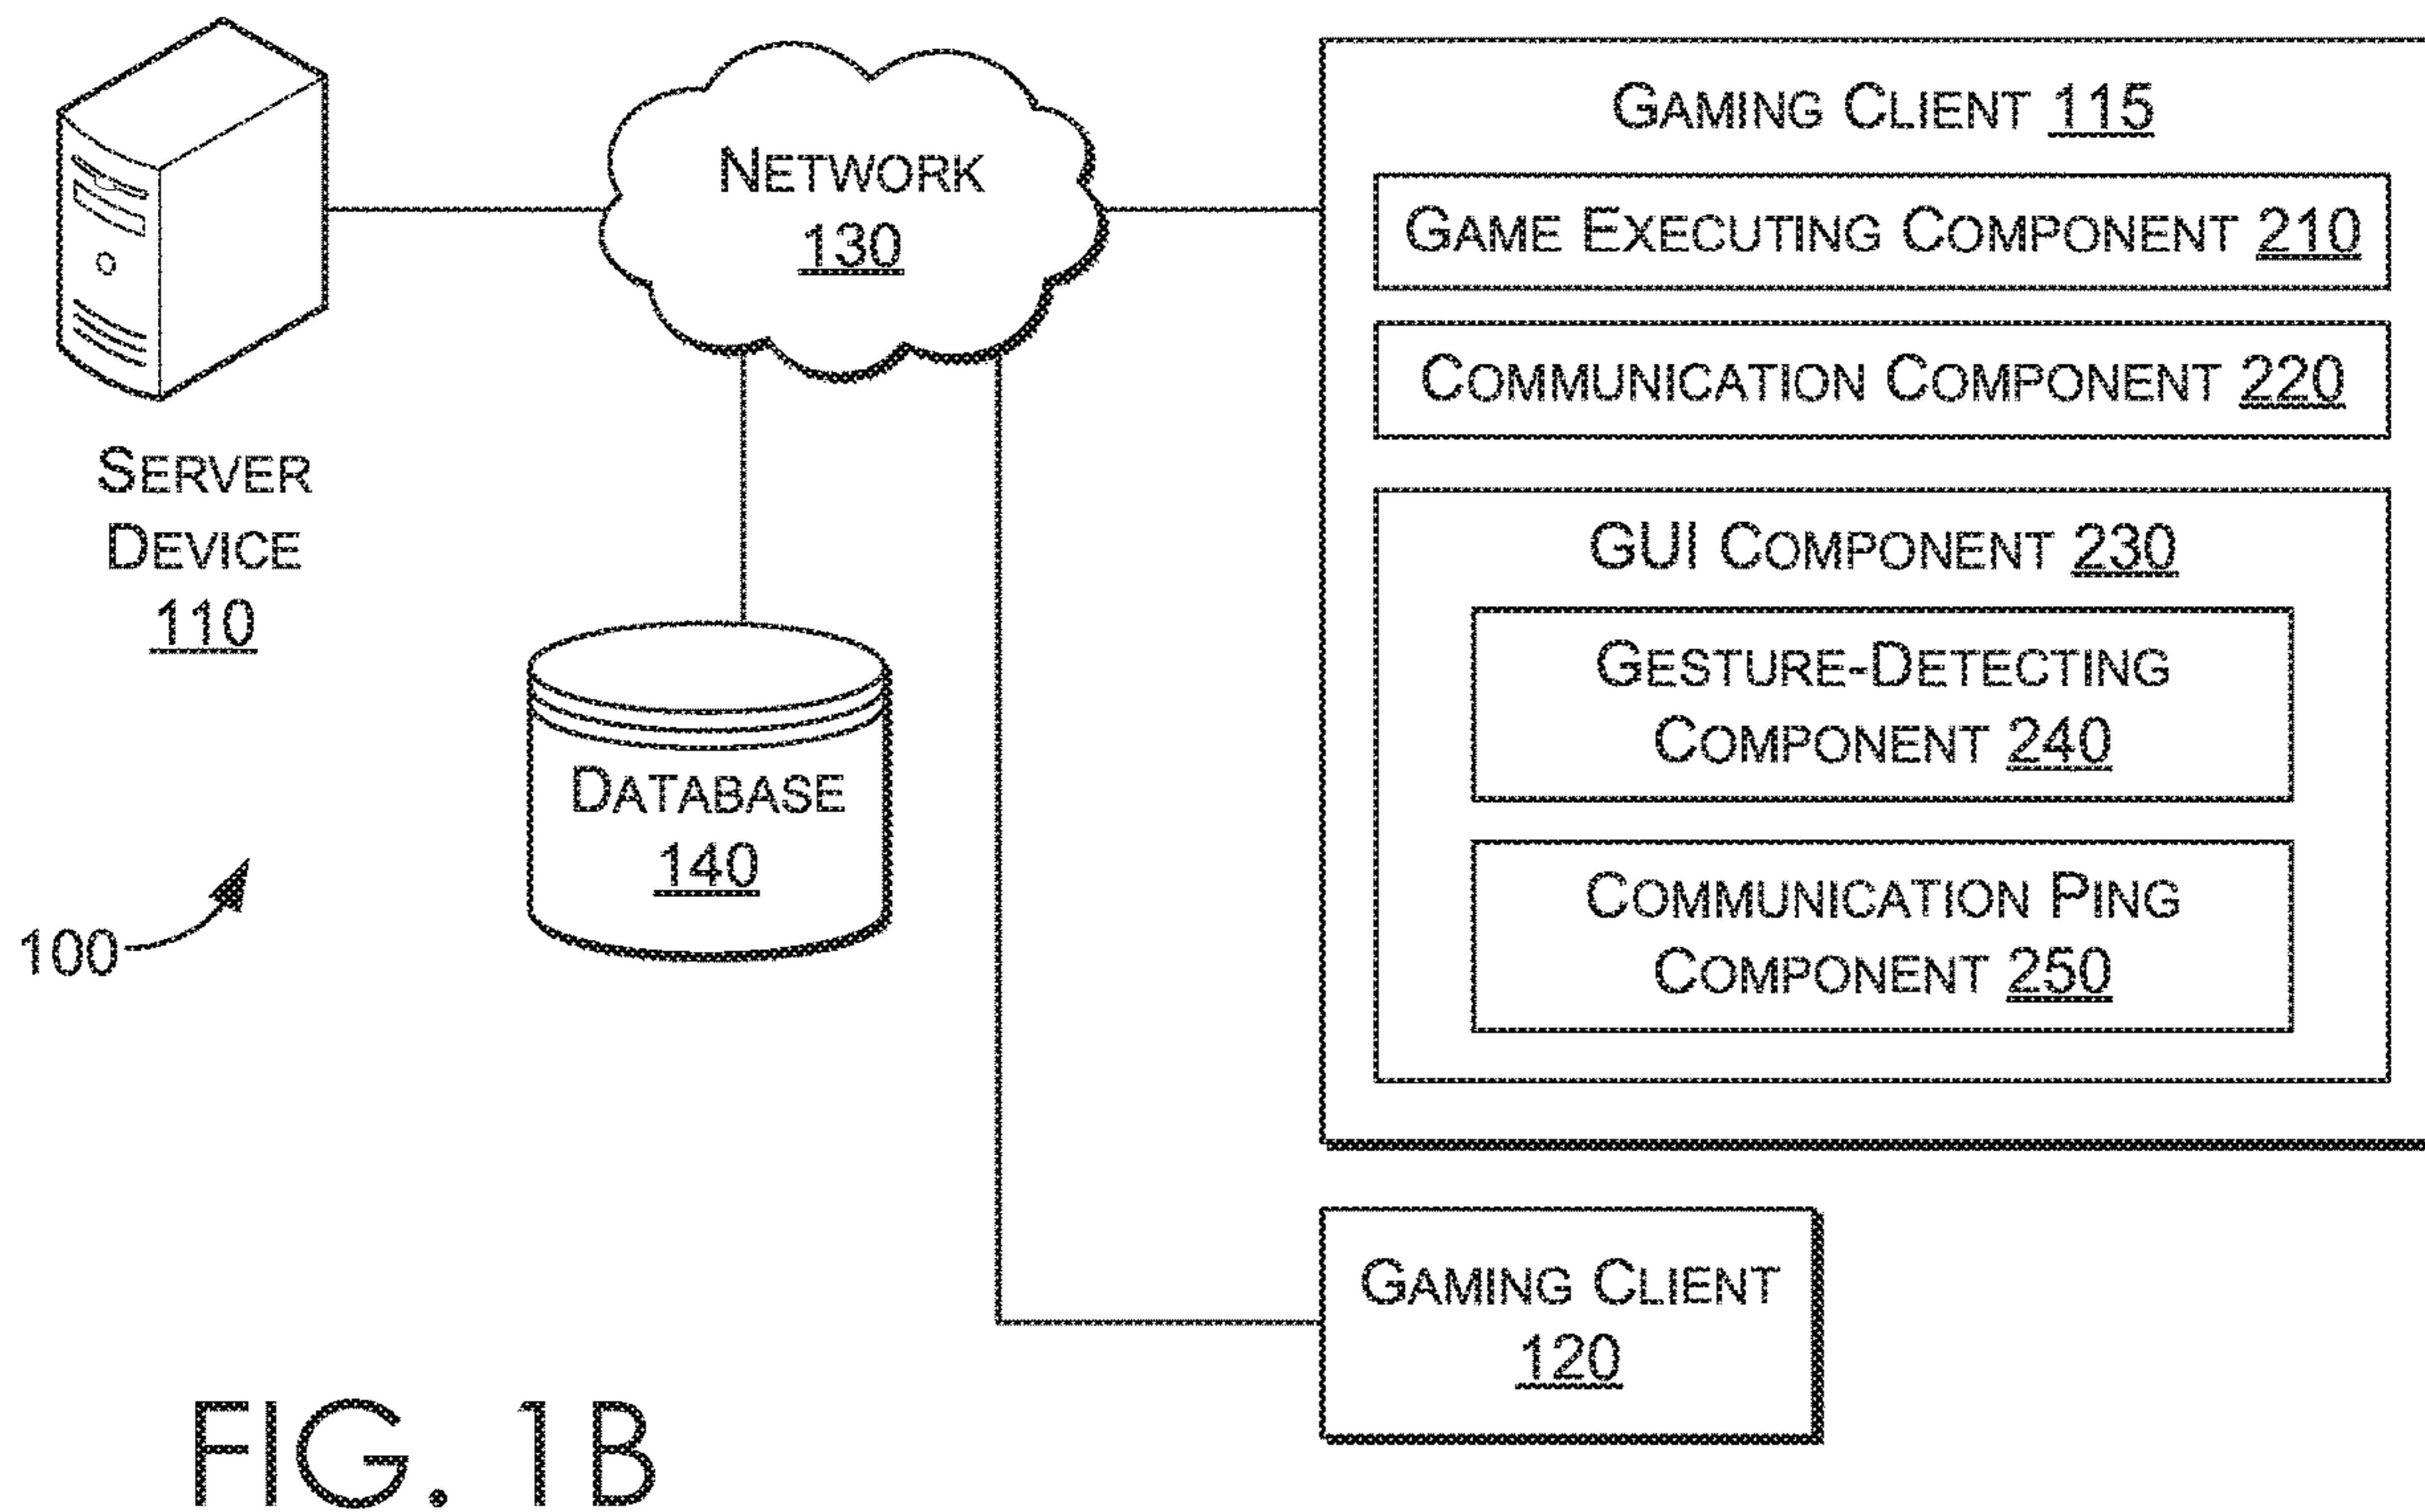 SERVER
DEVICE
110
NETWORK
130
DATABASE
140
100
GAMING CLIENT 115
GAME EXECUTING COMPONENT 210
COMMUNICATION COMPONENT 220
GUI COMPONENT 230
GESTURE-DETECTING
COMPONENT 240
COMMUNICATION PING
COMPONENT 250
GAMING CLIENT
120
FIG. 1B